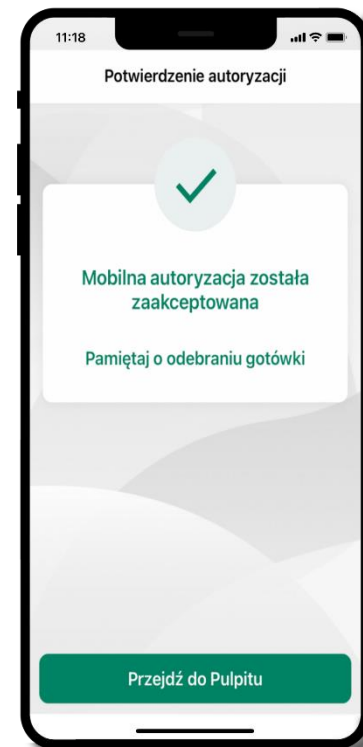 11:18
Potwierdzenie autoryzacji
Mobilna autoryzacja została
zaakceptowana
Pamiętaj o odebraniu gotówki
Przejdź do Pulpitu